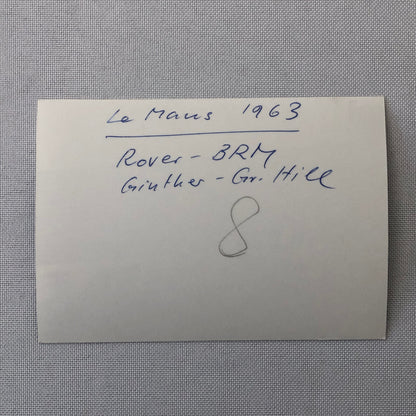 Le Mans 1963
Rover - BRM
Ginther - Gr. Hill
8